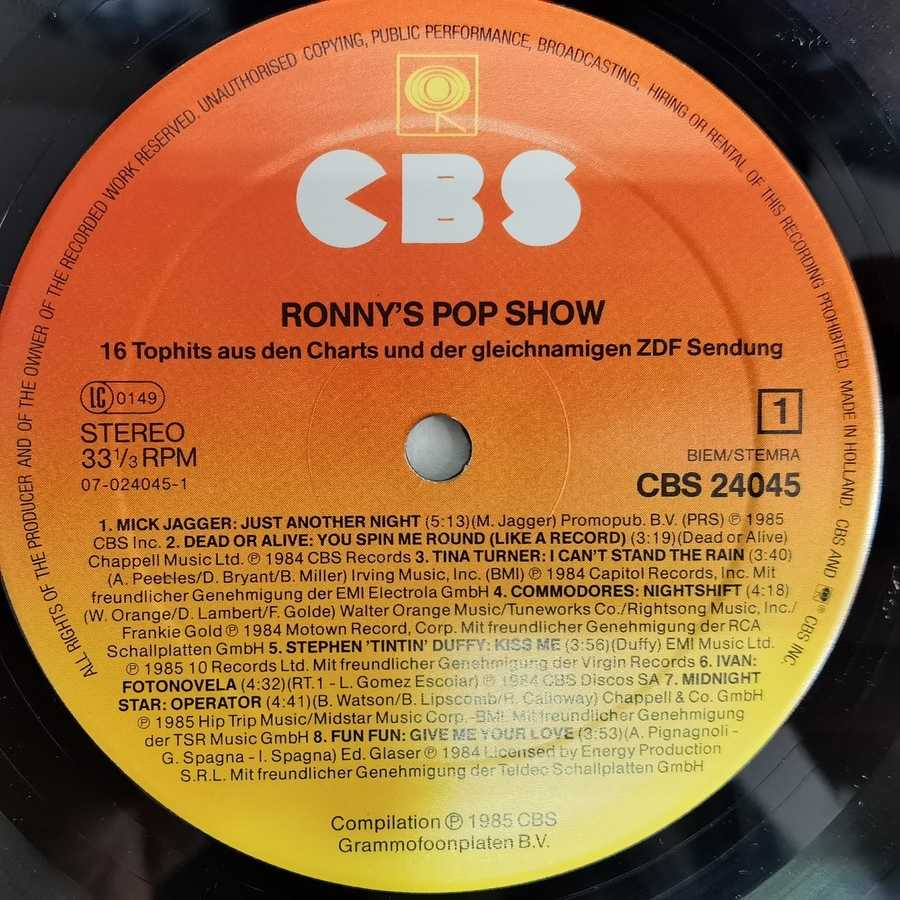 ALL RIGHTS OF THE PRODUCER AND OF THE OWNER OF THE RECORDED WORK RESERVED. UNAUTHORISED COPYING, PUBLIC PERFORMANCE, BROADCASTING, HIRING OR RENTAL OF THIS RECORDING PROHIBITED. MADE IN HOLLAND. CBS AND ® CBS INC.
CBS
RONNY'S POP SHOW
16 Tophits aus den Charts und der gleichnamigen ZDF Sendung
LC 0149
STEREO
33 1/3 RPM
07-024045-1
1
BIEM/STEMRA
CBS 24045
1. MICK JAGGER: JUST ANOTHER NIGHT (5:13)(M. Jagger) Promopub. B.V. (PRS) ℗ 1985
CBS Inc. 2. DEAD OR ALIVE: YOU SPIN ME ROUND (LIKE A RECORD) (3:19)(Dead or Alive)
Chappell Music Ltd. ℗ 1984 CBS Records 3. TINA TURNER: I CAN'T STAND THE RAIN (3:40)
(A. Peebles/D. Bryant/B. Miller) Irving Music, Inc. (BMI) ℗ 1984 Capitol Records, Inc. Mit
freundlicher Genehmigung der EMI Electrola GmbH 4. COMMODORES: NIGHTSHIFT (4:18)
(W. Orange/D. Lambert/F. Golde) Walter Orange Music/Tuneworks Co./Rightsong Music, Inc./
Frankie Gold ℗ 1984 Motown Record, Corp. Mit freundlicher Genehmigung der RCA
Schallplatten GmbH 5. STEPHEN 'TINTIN' DUFFY: KISS ME (3:56)(Duffy) EMI Music Ltd.
℗ 1985 10 Records Ltd. Mit freundlicher Genehmigung der Virgin Records 6. IVAN:
FOTONOVELA (4:32)(RT.1 - L. Gomez Escolar) ℗ 1984 CBS Discos SA 7. MIDNIGHT
STAR: OPERATOR (4:41)(B. Watson/B. Lipscomb/R. Calloway) Chappell & Co. GmbH
℗ 1985 Hip Trip Music/Midstar Music Corp. -BMI. Mit freundlicher Genehmigung
der TSR Music GmbH 8. FUN FUN: GIVE ME YOUR LOVE (3:53)(A. Pignagnoli -
G. Spagna - I. Spagna) Ed. Glaser ℗ 1984 Licensed by Energy Production
S.R.L. Mit freundlicher Genehmigung der Teldec Schallplatten GmbH
Compilation ℗ 1985 CBS
Grammofoonplaten B.V.